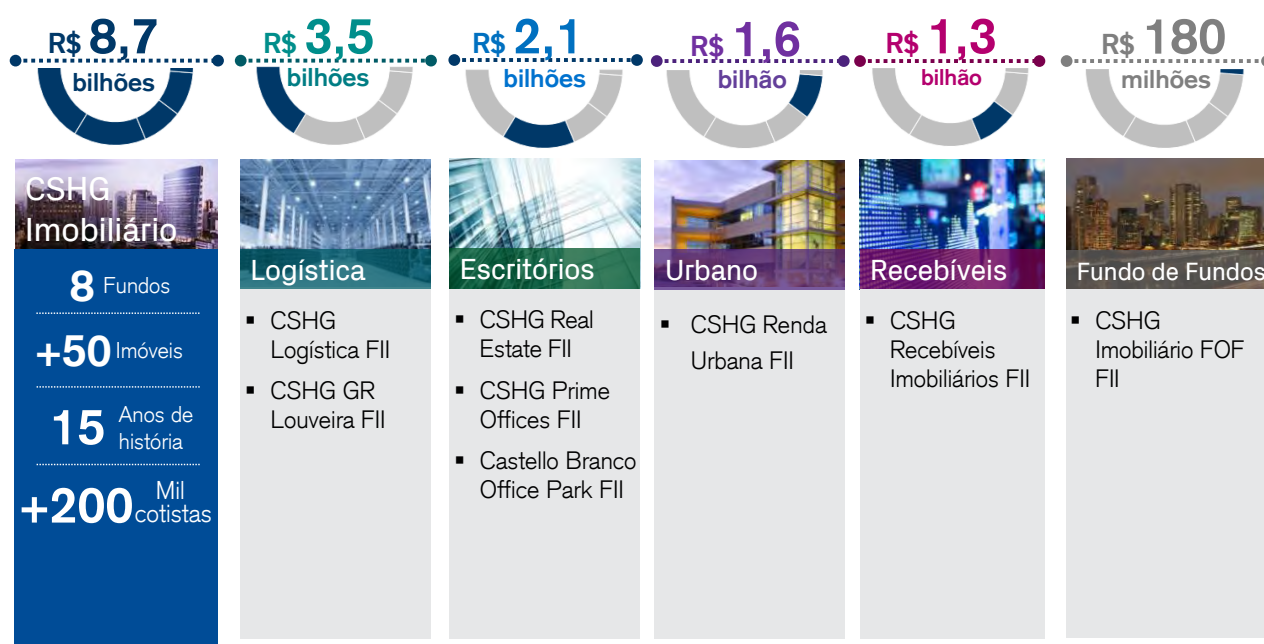 R$ 8,7
bilhões
CSHG
Imobiliário
8 Fundos
+50 Imóveis
15 Anos de
história
+200 Mil
cotistas
R$ 3,5
bilhões
Logística
▪ CSHG
Logística FII
▪ CSHG GR
Louveira FII
R$ 2,1
bilhões
Escritórios
▪ CSHG Real
Estate FII
▪ CSHG Prime
Offices FII
▪ Castello Branco
Office Park FII
R$ 1,6
bilhão
Urbano
▪ CSHG Renda
Urbana FII
R$ 1,3
bilhão
Recebíveis
▪ CSHG
Recebíveis
Imobiliários FII
R$ 180
milhões
Fundo de Fundos
▪ CSHG
Imobiliário FOF
FII